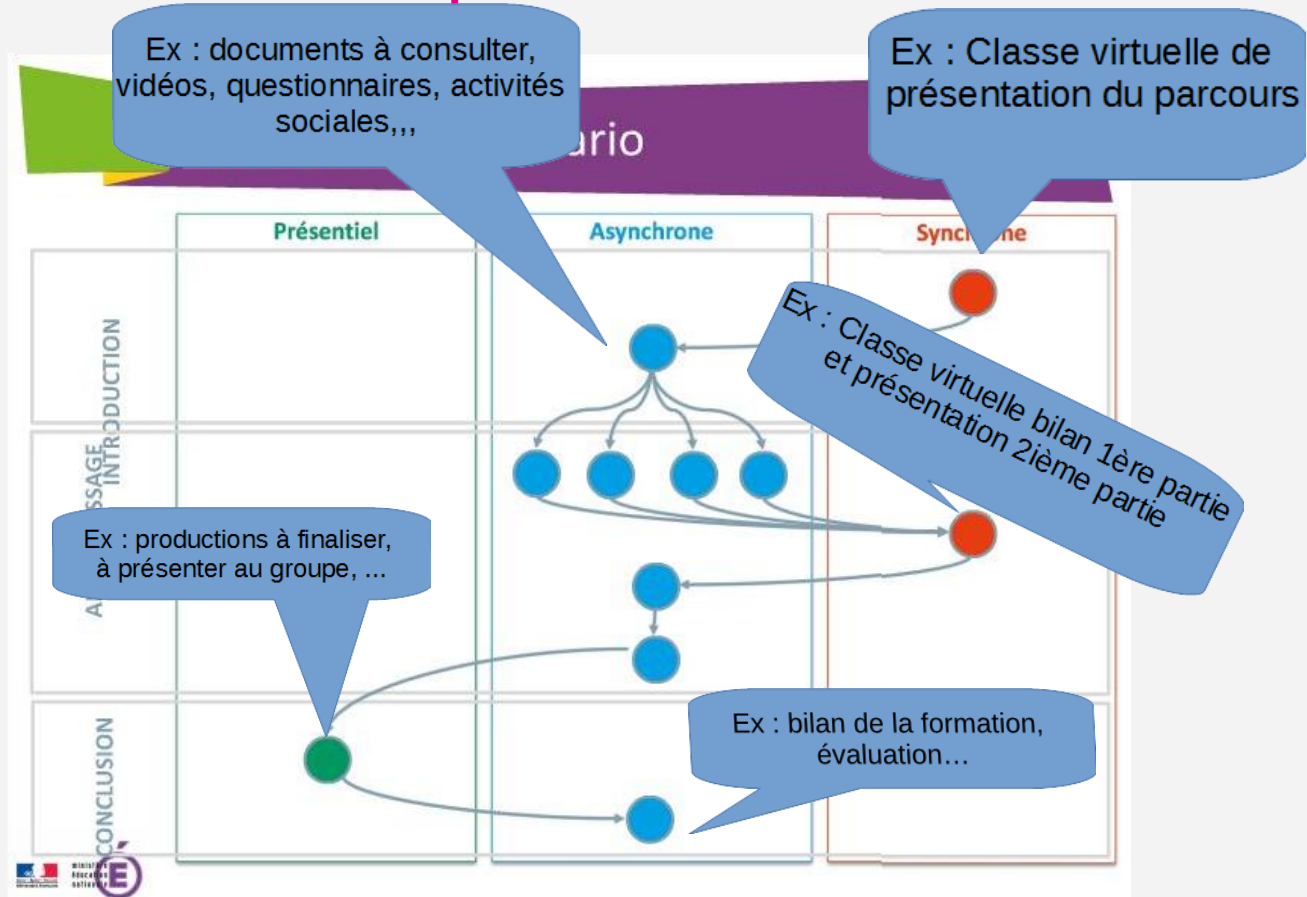 Ex : documents à consulter,
vidéos, questionnaires, activités
sociales,,,
Ex : Classe virtuelle de
présentation du parcours
ario
Présentiel
Asynchrone
Ex : Classe virtuelle bilan 1ère partie
et présentation 2ième partie
INTRODUCTION
SSAGE
Ex : productions à finaliser,
à présenter au groupe, ...
Ex : bilan de la formation,
évaluation…
CONCLUSION
É